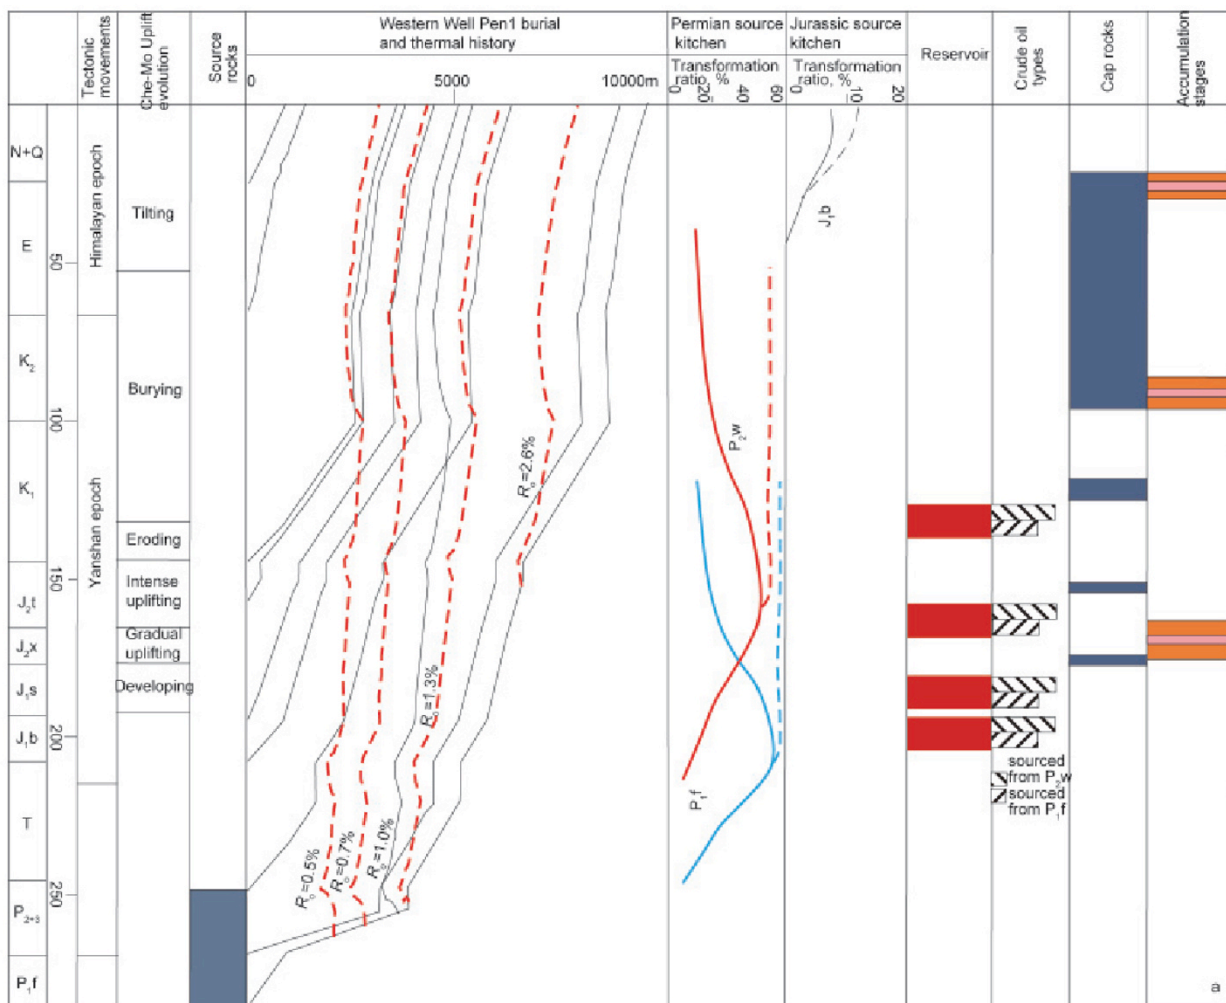 Tectonic movements
Che-Mo Uplift evolution
Source rocks
Western Well Pen1 burial
and thermal history
0 5000 10000m
Permian source
kitchen
Transformation
ratio, %
0 20 40 60
Jurassic source
kitchen
Transformation
ratio, %
0 10 20
Reservoir
Crude oil types
Cap rocks
Accumulation stages
N+Q
E
K₂
K₁
J₂t
J₂x
J₁s
J₁b
T
P₂₊₃
P₁f
50
100
150
200
250
Himalayan epoch
Yanshan epoch
Tilting
Burying
Eroding
Intense
uplifting
Gradual
uplifting
Developing
Rₒ=0.5%
Rₒ=0.7%
Rₒ=1.0%
Rₒ=1.3%
Rₒ=2.6%
P₂w
P₁f
J₁b
sourced
from P₂w
sourced
from P₁f
a